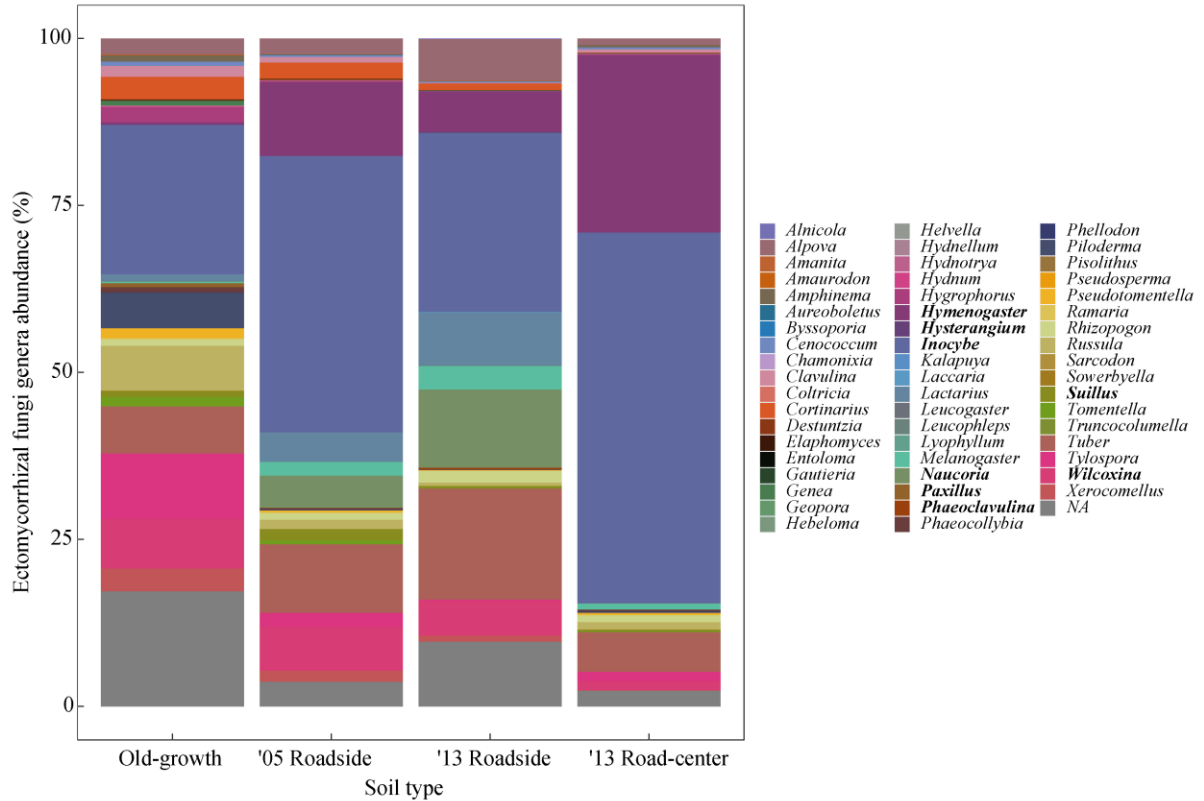 Ectomycorrhizal fungi genera abundance (%)
100
75
50
25
0
Old-growth
'05 Roadside
'13 Roadside
'13 Road-center
Soil type
Alnicola
Alpova
Amanita
Amaurodon
Amphinema
Aureoboletus
Byssoporia
Cenococcum
Chamonixia
Clavulina
Coltricia
Cortinarius
Destuntzia
Elaphomyces
Entoloma
Gautieria
Genea
Geopora
Hebeloma
Helvella
Hydnellum
Hydnotrya
Hydnum
Hygrophorus
Hymenogaster
Hysterangium
Inocybe
Kalapuya
Laccaria
Lactarius
Leucogaster
Leucophleps
Lyophyllum
Melanogaster
Naucoria
Paxillus
Phaeoclavulina
Phaeocollybia
Phellodon
Piloderma
Pisolithus
Pseudosperma
Pseudotomentella
Ramaria
Rhizopogon
Russula
Sarcodon
Sowerbyella
Suillus
Tomentella
Truncocolumella
Tuber
Tylospora
Wilcoxina
Xerocomellus
NA